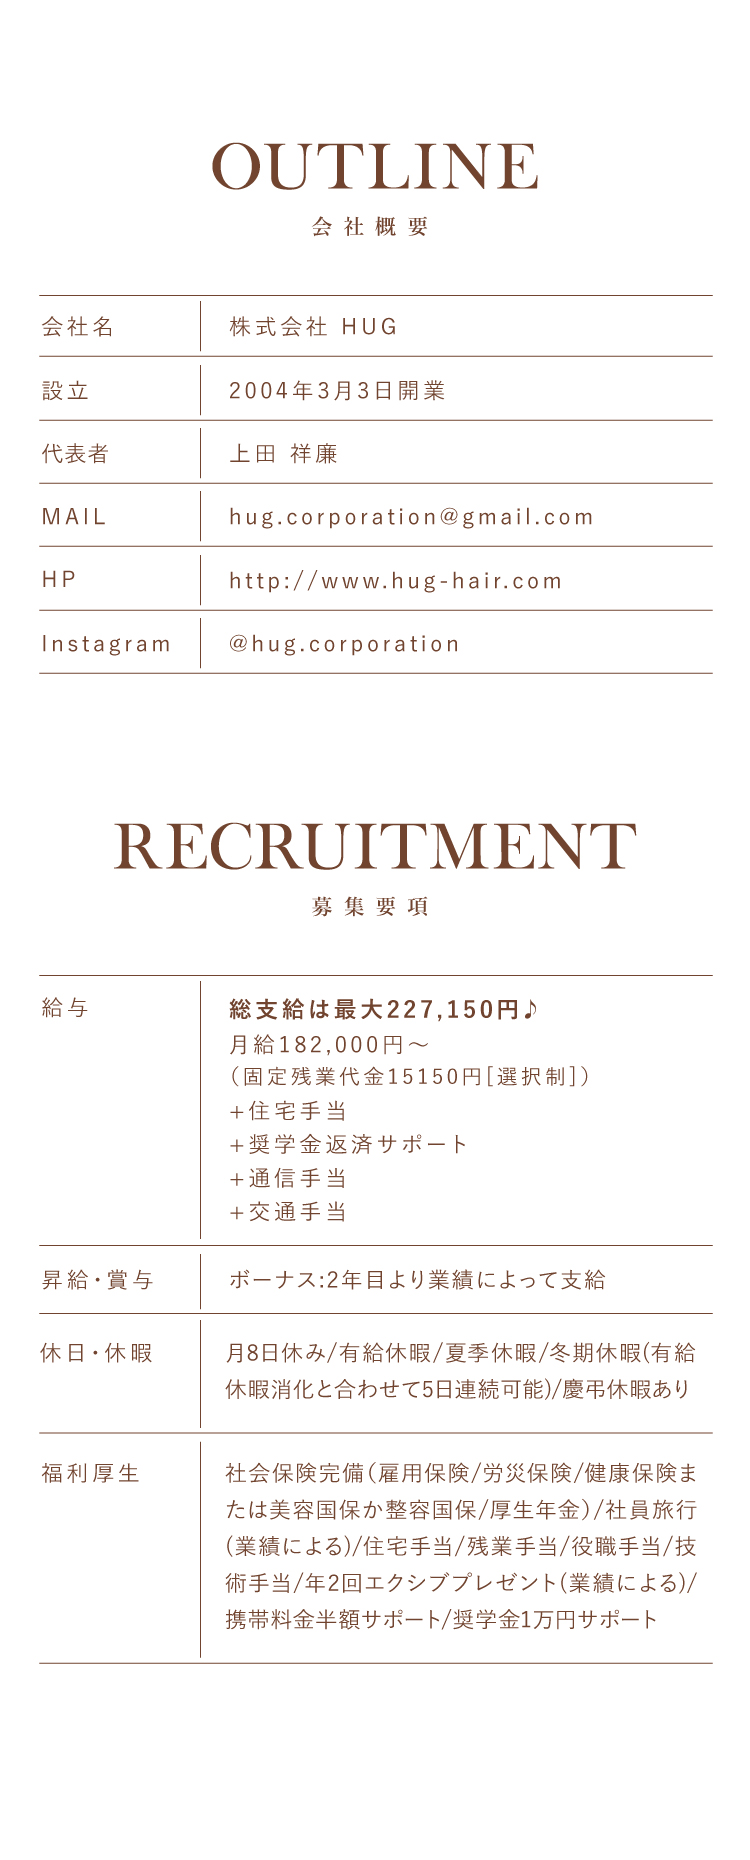 OUTLINE
会社概要
会社名 株式会社 HUG
設立 2004年3月3日開業
代表者 上田 祥廉
MAIL hug.corporation@gmail.com
HP http://www.hug-hair.com
Instagram @hug.corporation
RECRUITMENT
募集要項
給与 総支給は最大227,150円♪
月給182,000円〜
（固定残業代金15150円[選択制]）
+住宅手当
+奨学金返済サポート
+通信手当
+交通手当
昇給・賞与 ボーナス:2年目より業績によって支給
休日・休暇 月8日休み/有給休暇/夏季休暇/冬期休暇(有給
休暇消化と合わせて5日連続可能)/慶弔休暇あり
福利厚生 社会保険完備（雇用保険/労災保険/健康保険ま
たは美容国保か整容国保/厚生年金）/社員旅行
(業績による)/住宅手当/残業手当/役職手当/技
術手当/年2回エクシブプレゼント(業績による)/
携帯料金半額サポート/奨学金1万円サポート